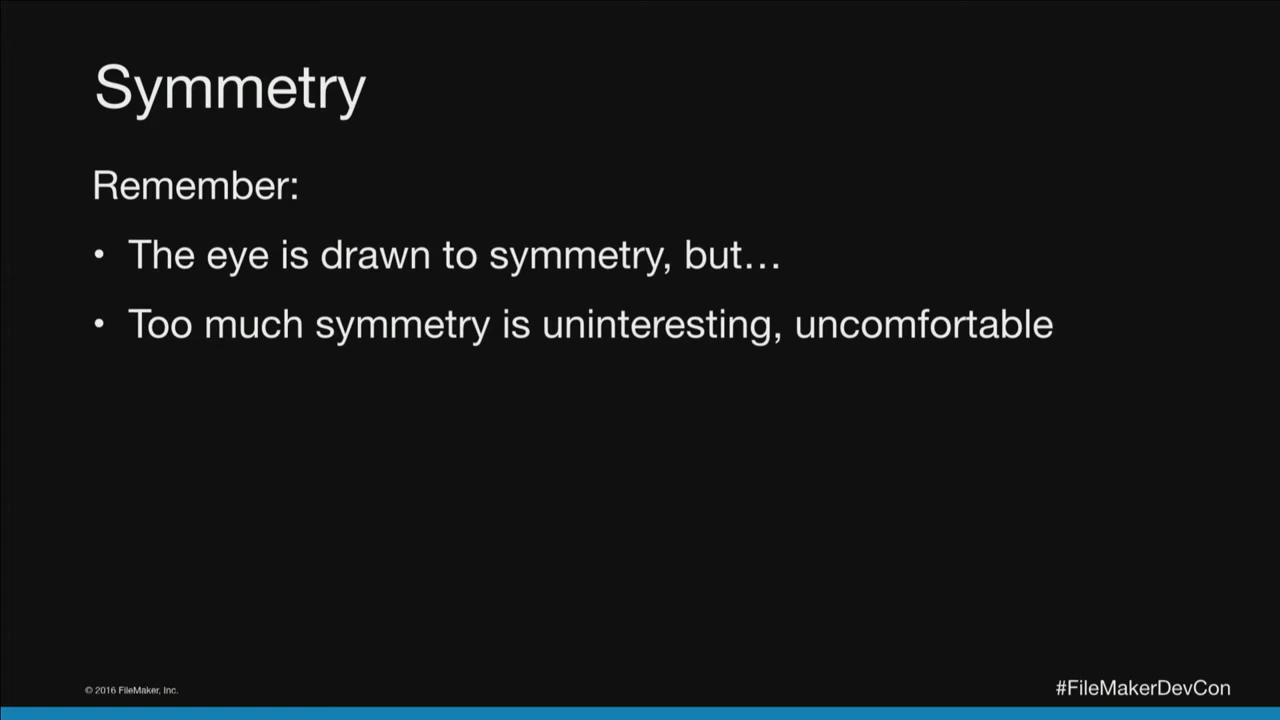 Symmetry
Remember:
• The eye is drawn to symmetry, but…
• Too much symmetry is uninteresting, uncomfortable
© 2016 FileMaker, Inc.
#FileMakerDevCon